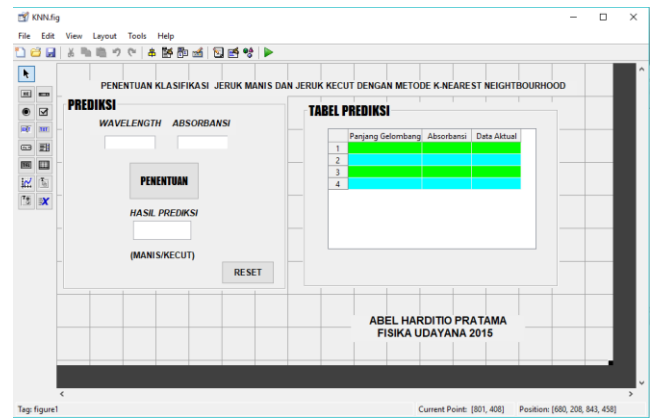 KNN.fig
File Edit View Layout Tools Help
PENENTUAN KLASIFIKASI JERUK MANIS DAN JERUK KECUT DENGAN METODE K-NEAREST NEIGHTBOURHOOD
PREDIKSI
WAVELENGTH ABSORBANSI
PENENTUAN
HASIL PREDIKSI
(MANIS/KECUT)
RESET
TABEL PREDIKSI
Panjang Gelombang Absorbansi Data Aktual
1
2
3
4
ABEL HARDITIO PRATAMA
FISIKA UDAYANA 2015
Tag: figure1 Current Point: [801, 408] Position: [680, 208, 843, 458]